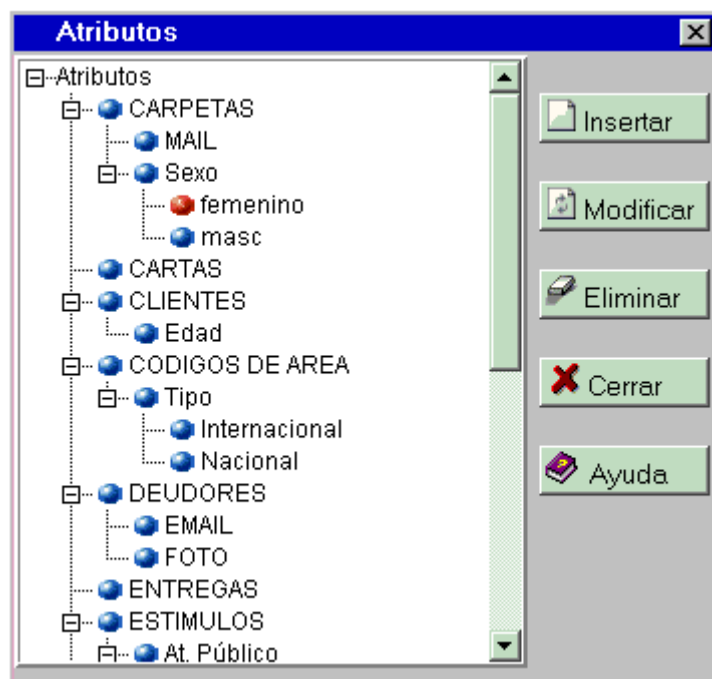 Atributos
Atributos
CARPETAS
MAIL
Sexo
femenino
masc
CARTAS
CLIENTES
Edad
CODIGOS DE AREA
Tipo
Internacional
Nacional
DEUDORES
EMAIL
FOTO
ENTREGAS
ESTIMULOS
At. Público
Insertar
Modificar
Eliminar
Cerrar
Ayuda